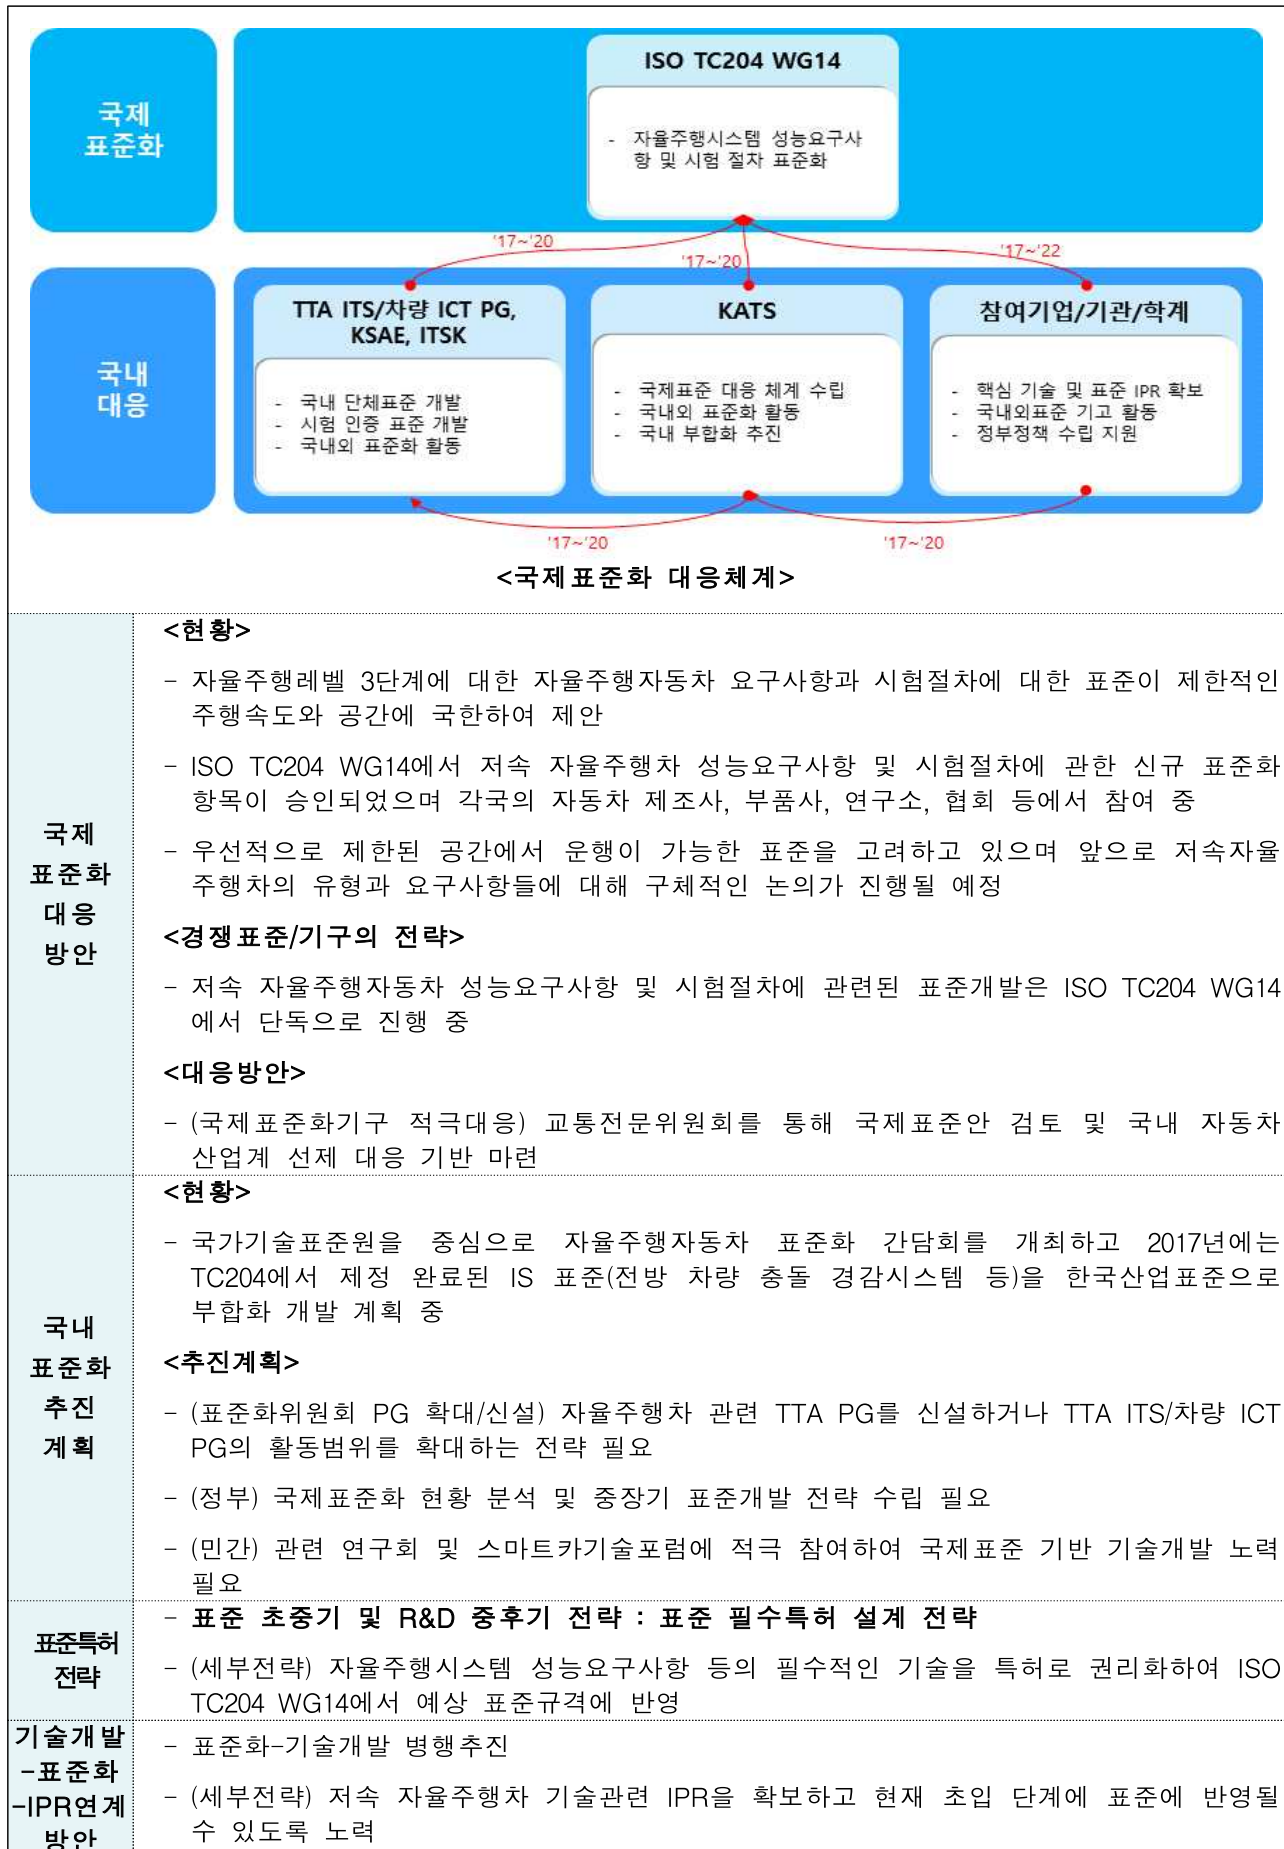 국제
표준화
ISO TC204 WG14
- 자율주행시스템 성능요구사
항 및 시험 절차 표준화
'17~'20
'17~'20
'17~'22
국내
대응
TTA ITS/차량 ICT PG,
KSAE, ITSK
- 국내 단체표준 개발
- 시험 인증 표준 개발
- 국내외 표준화 활동
KATS
- 국제표준 대응 체계 수립
- 국내외 표준화 활동
- 국내 부합화 추진
참여기업/기관/학계
- 핵심 기술 및 표준 IPR 확보
- 국내외표준 기고 활동
- 정부정책 수립 지원
'17~'20
'17~'20
<국제표준화 대응체계>
국제
표준화
대응
방안
<현황>
- 자율주행레벨 3단계에 대한 자율주행자동차 요구사항과 시험절차에 대한 표준이 제한적인
주행속도와 공간에 국한하여 제안
- ISO TC204 WG14에서 저속 자율주행차 성능요구사항 및 시험절차에 관한 신규 표준화
항목이 승인되었으며 각국의 자동차 제조사, 부품사, 연구소, 협회 등에서 참여 중
- 우선적으로 제한된 공간에서 운행이 가능한 표준을 고려하고 있으며 앞으로 저속자율
주행차의 유형과 요구사항들에 대해 구체적인 논의가 진행될 예정
<경쟁표준/기구의 전략>
- 저속 자율주행자동차 성능요구사항 및 시험절차에 관련된 표준개발은 ISO TC204 WG14
에서 단독으로 진행 중
<대응방안>
- (국제표준화기구 적극대응) 교통전문위원회를 통해 국제표준안 검토 및 국내 자동차
산업계 선제 대응 기반 마련
국내
표준화
추진
계획
<현황>
- 국가기술표준원을 중심으로 자율주행자동차 표준화 간담회를 개최하고 2017년에는
TC204에서 제정 완료된 IS 표준(전방 차량 충돌 경감시스템 등)을 한국산업표준으로
부합화 개발 계획 중
<추진계획>
- (표준화위원회 PG 확대/신설) 자율주행차 관련 TTA PG를 신설하거나 TTA ITS/차량 ICT
PG의 활동범위를 확대하는 전략 필요
- (정부) 국제표준화 현황 분석 및 중장기 표준개발 전략 수립 필요
- (민간) 관련 연구회 및 스마트카기술포럼에 적극 참여하여 국제표준 기반 기술개발 노력
필요
표준특허
전략
- 표준 초중기 및 R&D 중후기 전략 : 표준 필수특허 설계 전략
- (세부전략) 자율주행시스템 성능요구사항 등의 필수적인 기술을 특허로 권리화하여 ISO
TC204 WG14에서 예상 표준규격에 반영
기술개발
-표준화
-IPR연계
방안
- 표준화-기술개발 병행추진
- (세부전략) 저속 자율주행차 기술관련 IPR을 확보하고 현재 초입 단계에 표준에 반영될
수 있도록 노력